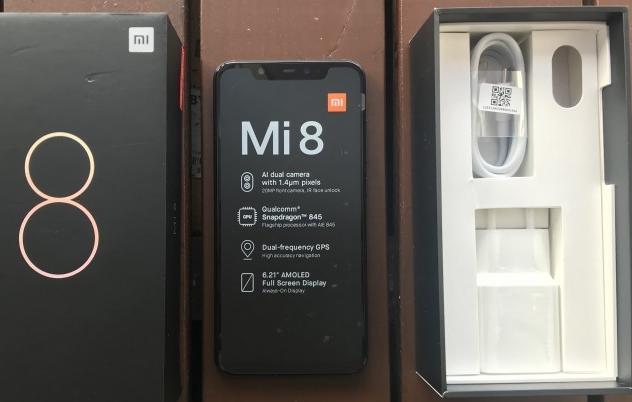 mi
8
mi
Mi 8
AI dual camera
with 1.4μm pixels
20MP front camera, IR face unlock
CPU
Qualcomm®
Snapdragon™ 845
Flagship processor with AIE 845
Dual-frequency GPS
High accuracy navigation
6.21" AMOLED
Full Screen Display
Always-On Display